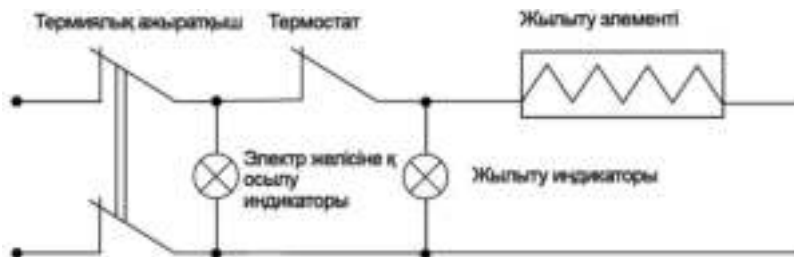 Термиялық ажыратқыш
Термостат
Жылыту элементі
Электр желісіне қ
осылу
индикаторы
Жылыту индикаторы